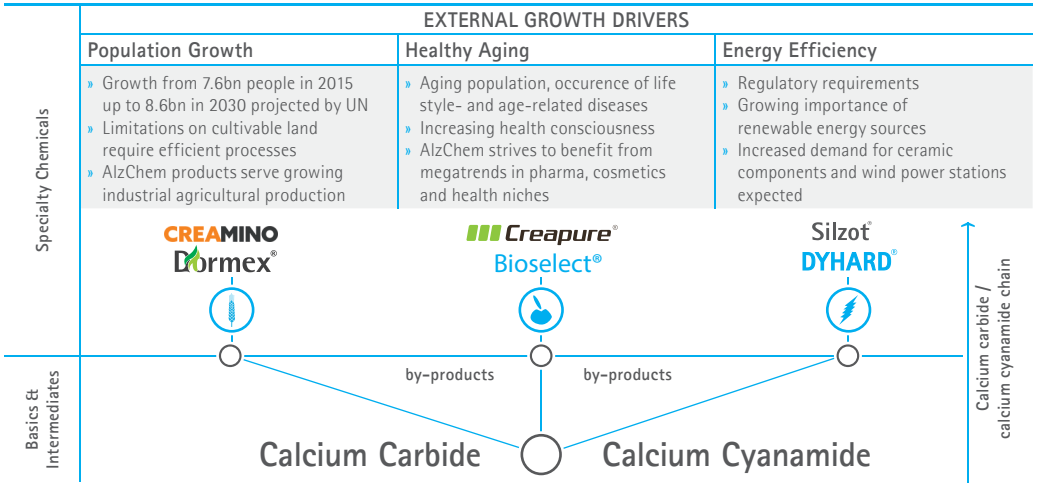 EXTERNAL GROWTH DRIVERS
Population Growth
» Growth from 7.6bn people in 2015
up to 8.6bn in 2030 projected by UN
» Limitations on cultivable land
require efficient processes
» AlzChem products serve growing
industrial agricultural production
Healthy Aging
» Aging population, occurence of life
style- and age-related diseases
» Increasing health consciousness
» AlzChem strives to benefit from
megatrends in pharma, cosmetics
and health niches
Energy Efficiency
» Regulatory requirements
» Growing importance of
renewable energy sources
» Increased demand for ceramic
components and wind power stations
expected
Specialty Chemicals
CREAMINO
Dormex®
Creapure®
Bioselect®
Silzot®
DYHARD®
Calcium carbide /
calcium cyanamide chain
by-products
by-products
Basics &
Intermediates
Calcium Carbide
Calcium Cyanamide